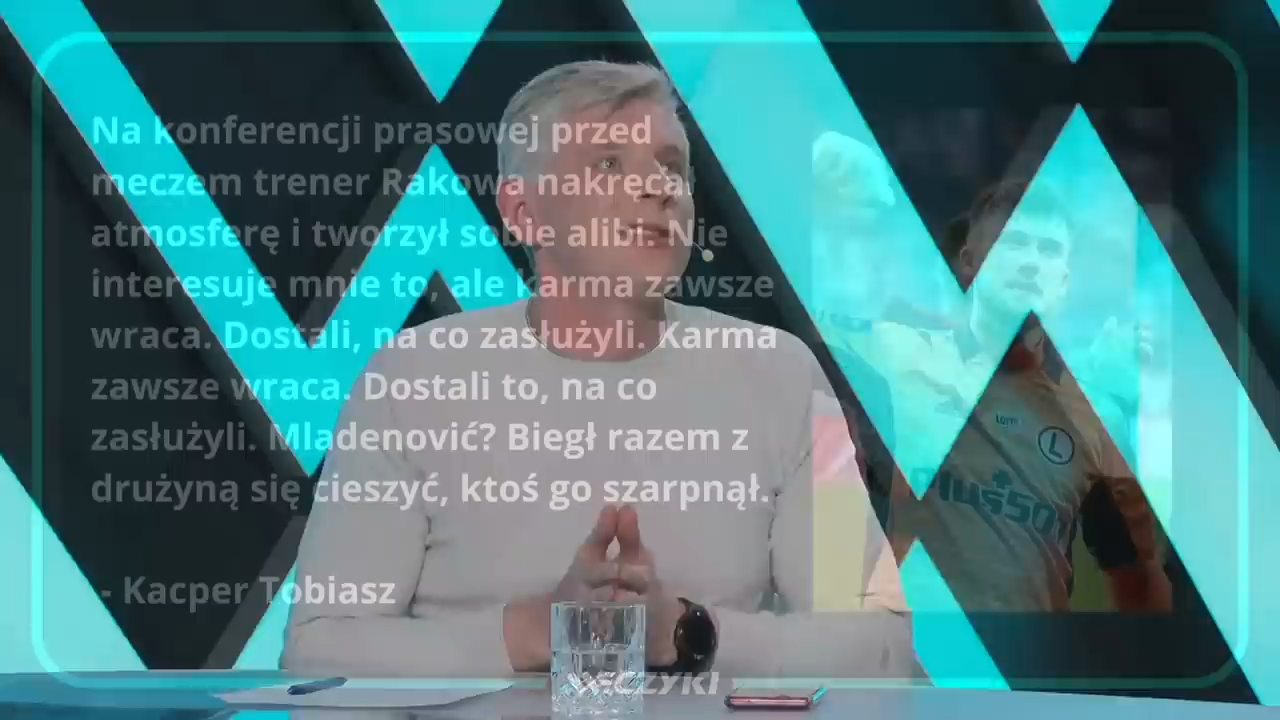 Na konferencji prasowej przed
meczem trener Rakowa nakręcał
atmosferę i tworzył sobie alibi. Nie
interesuje mnie to, ale karma zawsze
wraca. Dostali, na co zasłużyli. Karma
zawsze wraca. Dostali to, na co
zasłużyli. Mladenović? Biegł razem z
drużyną się cieszyć, ktoś go szarpnął.
- Kacper Tobiasz
L
Plus500